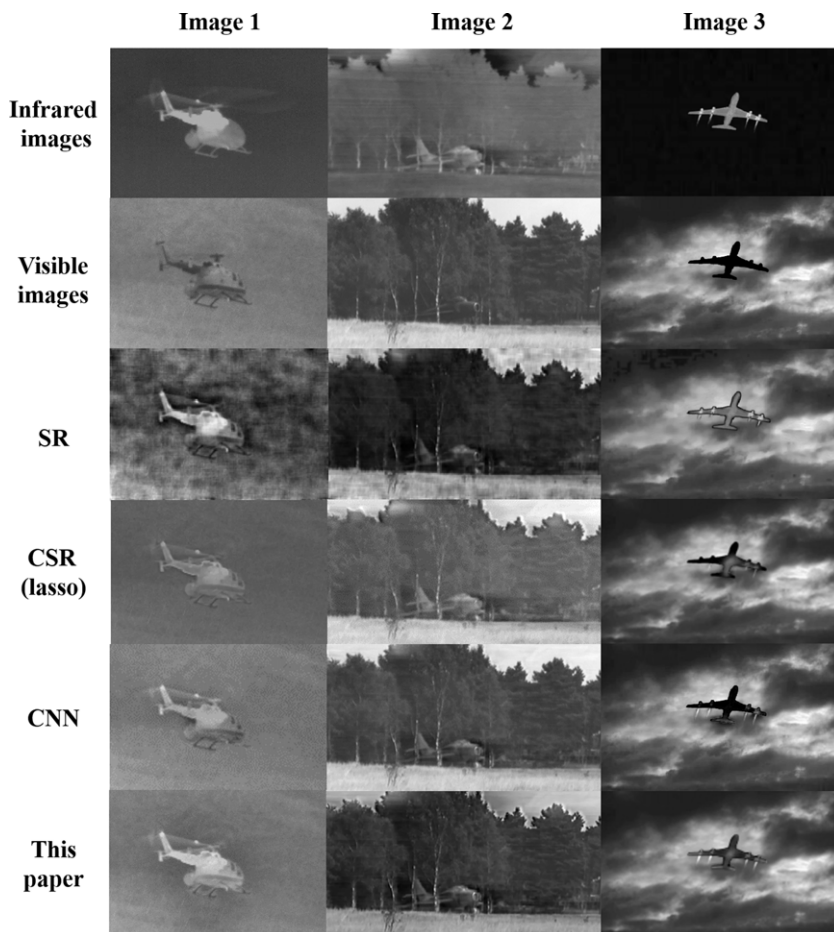 Image 1 Image 2 Image 3
Infrared
images
Visible
images
SR
CSR
(lasso)
CNN
This
paper